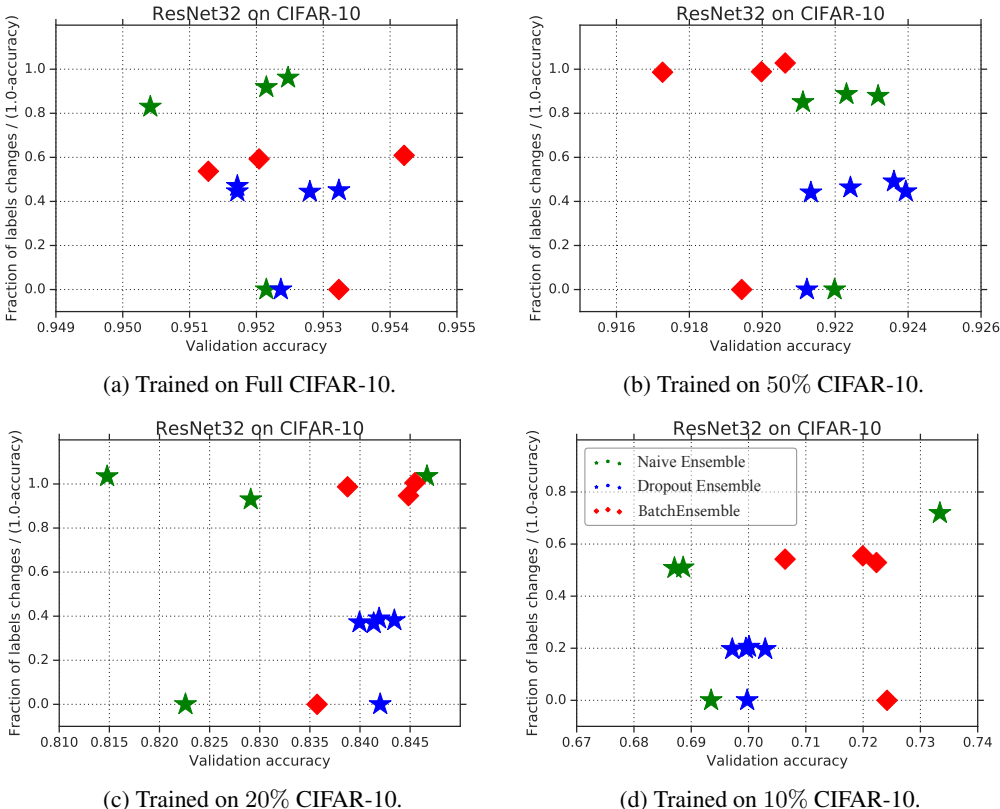 ResNet32 on CIFAR-10
Fraction of labels changes / (1.0-accuracy)
1.0
0.8
0.6
0.4
0.2
0.0
0.949 0.950 0.951 0.952 0.953 0.954 0.955
Validation accuracy
(a) Trained on Full CIFAR-10.
ResNet32 on CIFAR-10
Fraction of labels changes / (1.0-accuracy)
1.0
0.8
0.6
0.4
0.2
0.0
0.916 0.918 0.920 0.922 0.924 0.926
Validation accuracy
(b) Trained on 50% CIFAR-10.
ResNet32 on CIFAR-10
Fraction of labels changes / (1.0-accuracy)
1.0
0.8
0.6
0.4
0.2
0.0
0.810 0.815 0.820 0.825 0.830 0.835 0.840 0.845
Validation accuracy
(c) Trained on 20% CIFAR-10.
ResNet32 on CIFAR-10
Fraction of labels changes / (1.0-accuracy)
Naive Ensemble
Dropout Ensemble
BatchEnsemble
0.8
0.6
0.4
0.2
0.0
0.67 0.68 0.69 0.70 0.71 0.72 0.73 0.74
Validation accuracy
(d) Trained on 10% CIFAR-10.